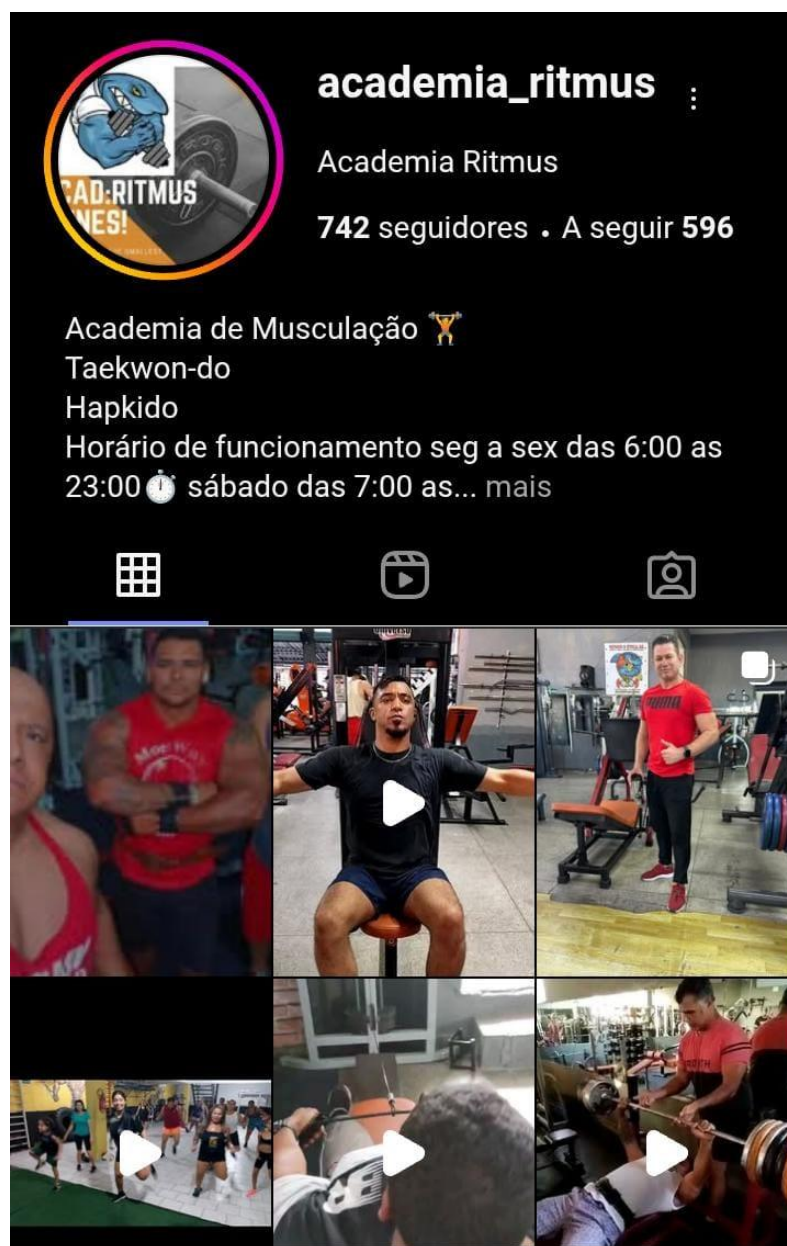 academia_ritmus
Academia Ritmus
742 seguidores • A seguir 596
CAD:RITMUS
NES!
Academia de Musculação 🏋
Taekwon-do
Hapkido
Horário de funcionamento seg a sex das 6:00 as
23:00⏱ sábado das 7:00 as... mais
PUMA